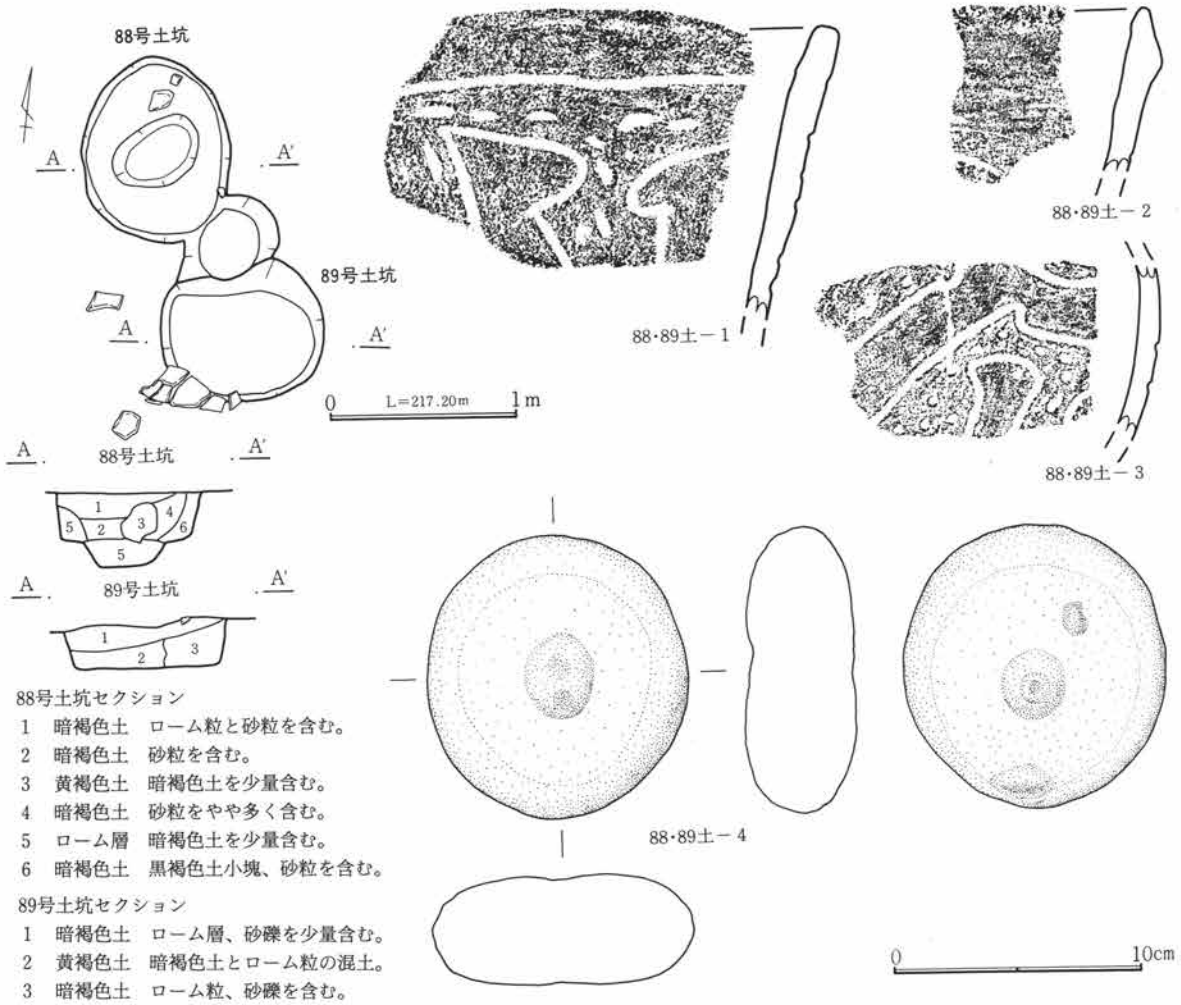 88号土坑
A . . A′
89号土坑
A . . A′
0 L=217.20m 1m
A . 88号土坑 . A′
1
2
3
4
5
6
5
A . 89号土坑 . A′
1
2
3
88号土坑セクション
1 暗褐色土 ローム粒と砂粒を含む。
2 暗褐色土 砂粒を含む。
3 黄褐色土 暗褐色土を少量含む。
4 暗褐色土 砂粒をやや多く含む。
5 ローム層 暗褐色土を少量含む。
6 暗褐色土 黒褐色土小塊、砂粒を含む。
89号土坑セクション
1 暗褐色土 ローム層、砂礫を少量含む。
2 黄褐色土 暗褐色土とローム粒の混土。
3 暗褐色土 ローム粒、砂礫を含む。
88・89土－1
88・89土－2
88・89土－3
88・89土－4
0 10cm